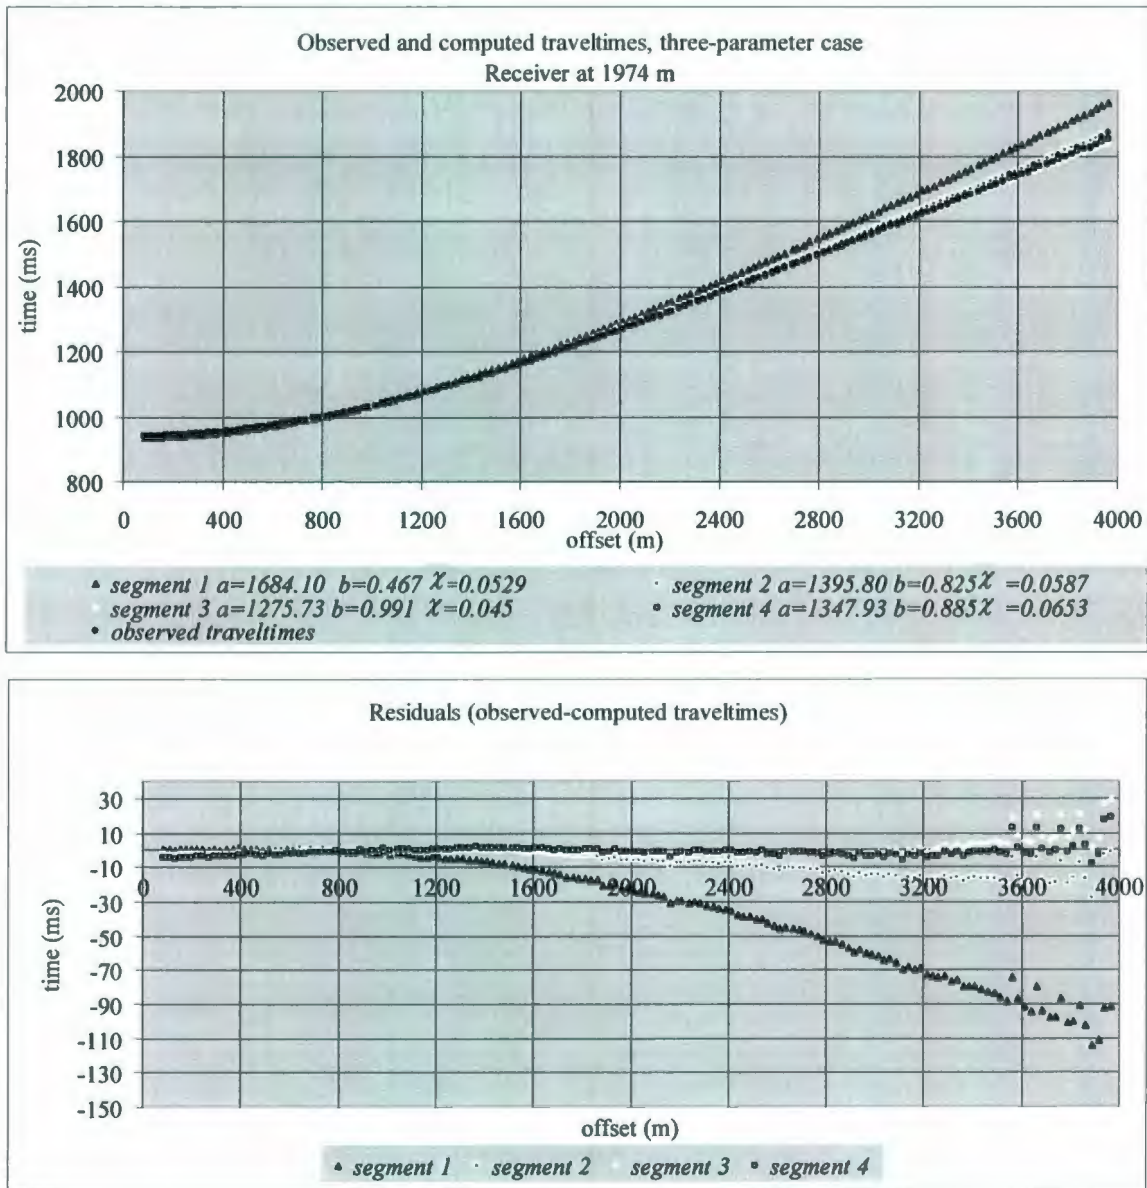 Observed and computed traveltimes, three-parameter case
Receiver at 1974 m
2000
1800
1600
1400
1200
1000
800
time (ms)
0 400 800 1200 1600 2000 2400 2800 3200 3600 4000
offset (m)
segment 1 a=1684.10 b=0.467 χ=0.0529
segment 2 a=1395.80 b=0.825χ =0.0587
segment 3 a=1275.73 b=0.991 χ=0.045
segment 4 a=1347.93 b=0.885χ =0.0653
observed traveltimes
Residuals (observed-computed traveltimes)
30
10
-10
-30
-50
-70
-90
-110
-130
-150
time (ms)
0 400 800 1200 1600 2000 2400 2800 3200 3600 4000
offset (m)
segment 1 segment 2 segment 3 segment 4